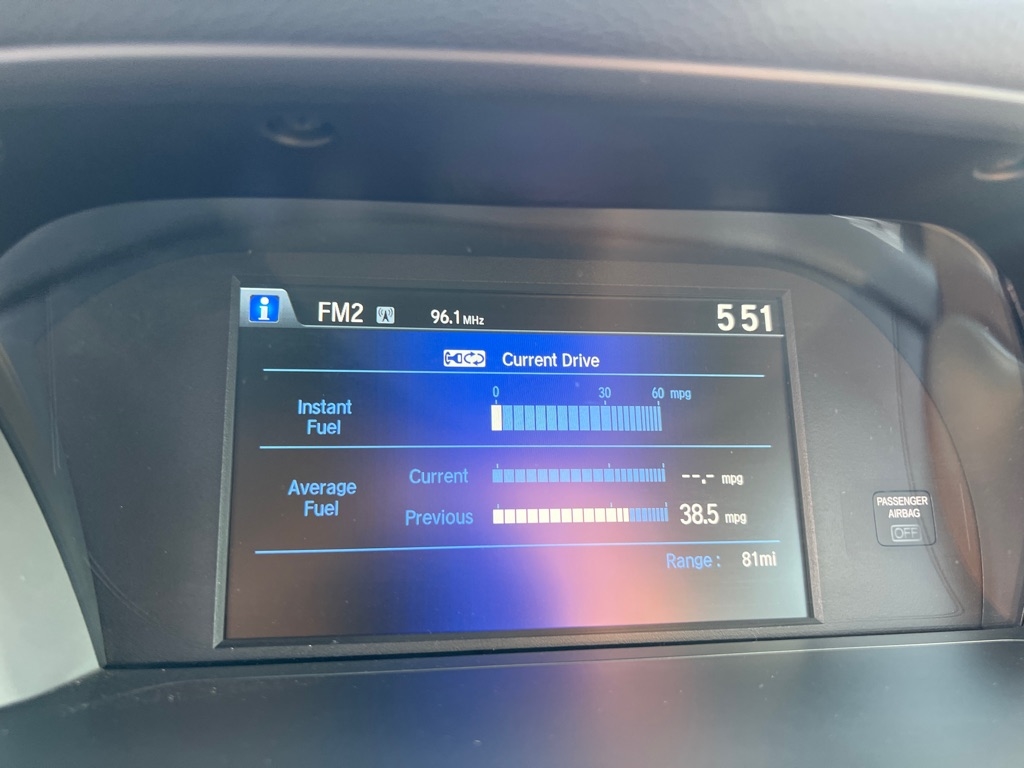 i FM2 96.1 MHz 5 51
Current Drive
0 30 60 mpg
Instant
Fuel
Current --.- mpg
Average
Fuel
Previous 38.5 mpg
Range : 81mi
PASSENGER
AIRBAG
OFF